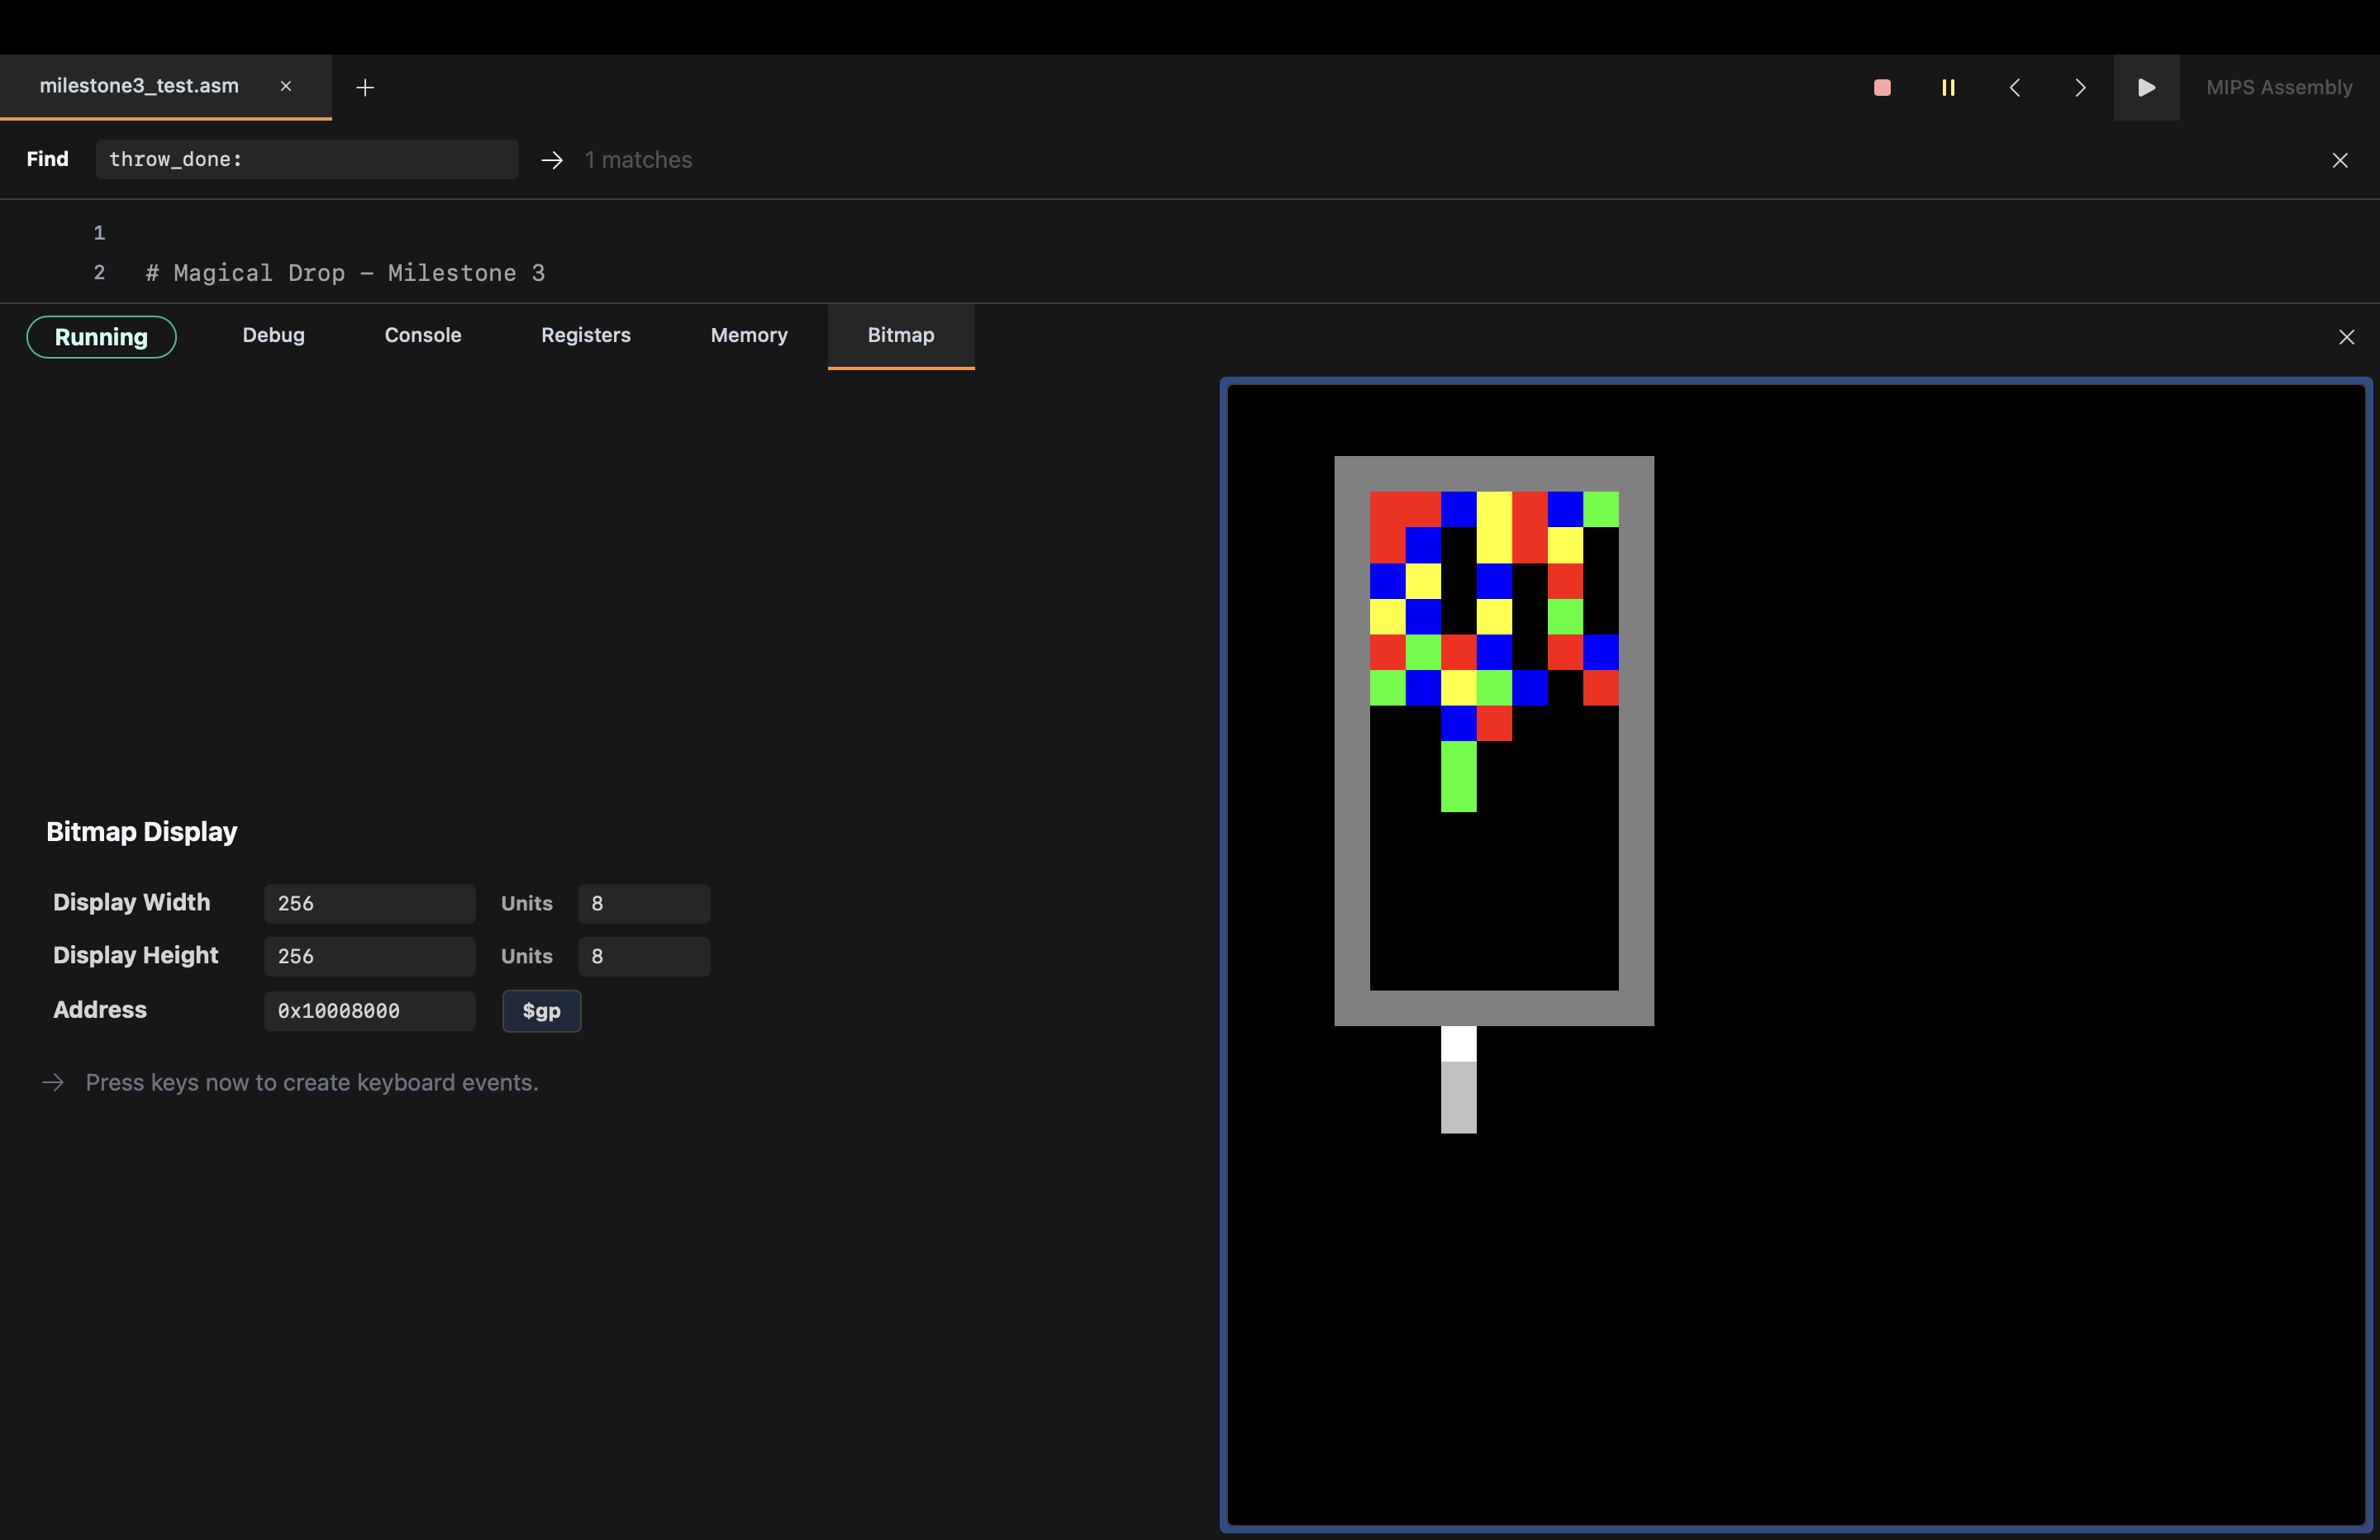 milestone3_test.asm × +
MIPS Assembly
Find throw_done: → 1 matches
1
2 # Magical Drop – Milestone 3
Running Debug Console Registers Memory Bitmap
Bitmap Display
Display Width 256 Units 8
Display Height 256 Units 8
Address 0x10008000 $gp
→ Press keys now to create keyboard events.